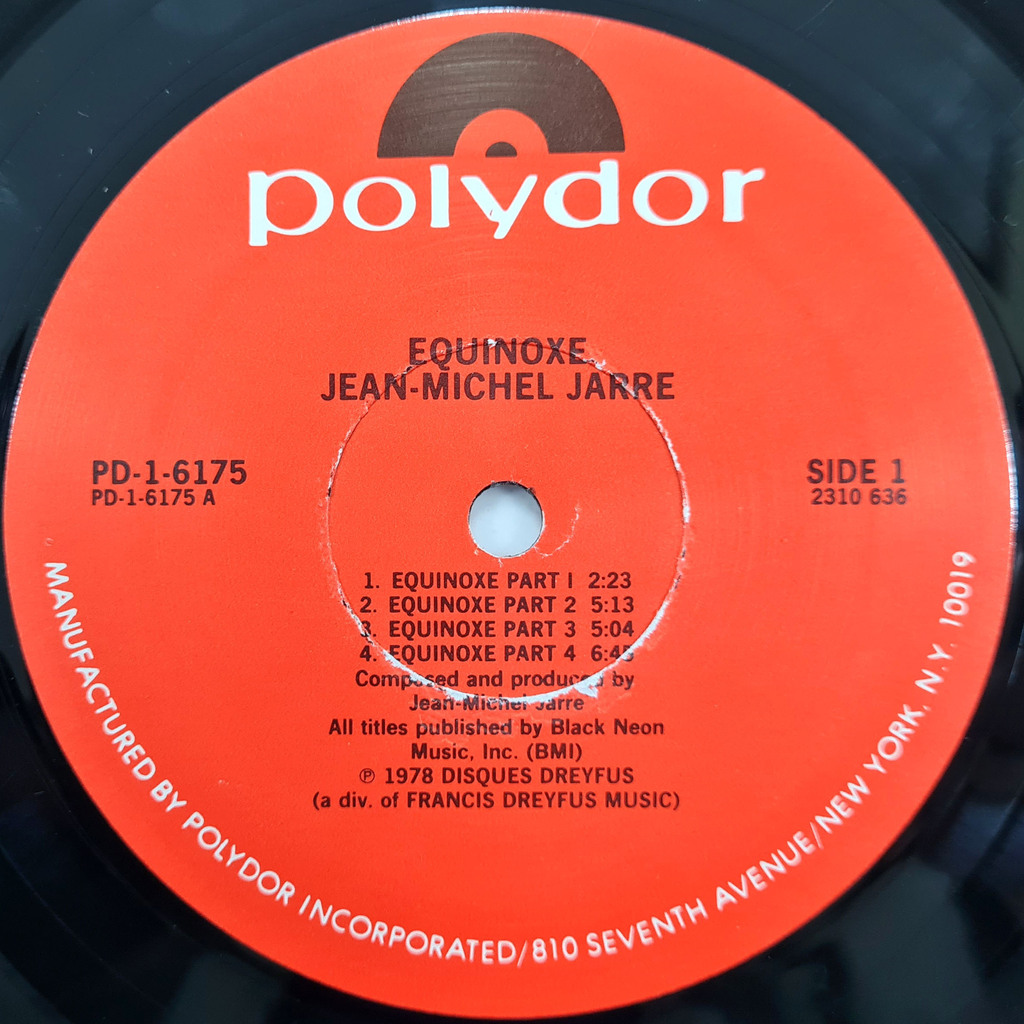 polydor
EQUINOXE
JEAN-MICHEL JARRE
PD-1-6175
PD-1-6175 A
SIDE 1
2310 636
1. EQUINOXE PART I 2:23
2. EQUINOXE PART 2 5:13
3. EQUINOXE PART 3 5:04
4. EQUINOXE PART 4 6:45
Composed and produced by
Jean-Michel Jarre
All titles published by Black Neon
Music, Inc. (BMI)
℗ 1978 DISQUES DREYFUS
(a div. of FRANCIS DREYFUS MUSIC)
MANUFACTURED BY POLYDOR INCORPORATED/810 SEVENTH AVENUE/NEW YORK, N.Y. 10019